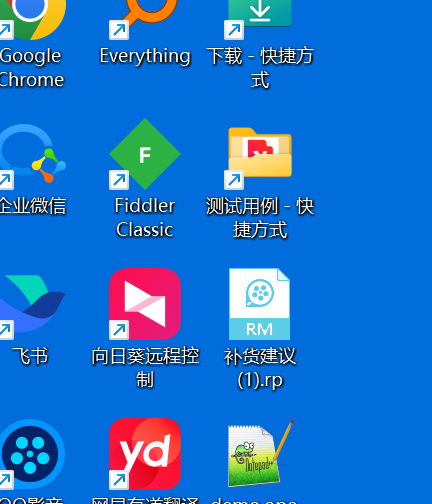 Google
Chrome
Everything
下载 - 快捷方
式
企业微信
F
Fiddler
Classic
测试用例 - 快
捷方式
飞书
向日葵远程控
制
RM
补货建议
(1).rp
yd
Notepad++